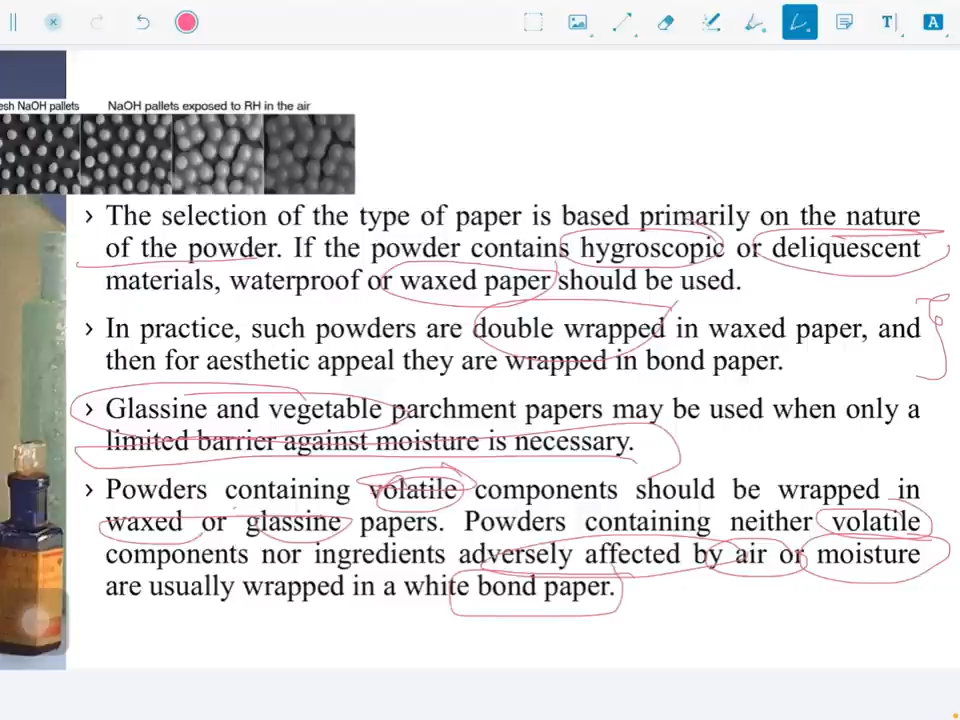 esh NaOH pallets NaOH pallets exposed to RH in the air
› The selection of the type of paper is based primarily on the nature
of the powder. If the powder contains hygroscopic or deliquescent
materials, waterproof or waxed paper should be used.
› In practice, such powders are double wrapped in waxed paper, and
then for aesthetic appeal they are wrapped in bond paper.
› Glassine and vegetable parchment papers may be used when only a
limited barrier against moisture is necessary.
› Powders containing volatile components should be wrapped in
waxed or glassine papers. Powders containing neither volatile
components nor ingredients adversely affected by air or moisture
are usually wrapped in a white bond paper.